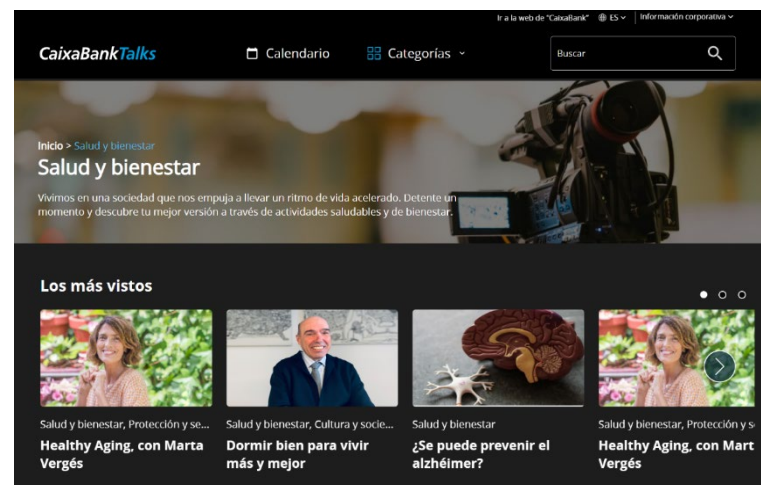 Ir a la web de "CaixaBank"
ES
Información corporativa
CaixaBankTalks
Calendario
Categorías
Buscar
Inicio > Salud y bienestar
Salud y bienestar
Vivimos en una sociedad que nos empuja a llevar un ritmo de vida acelerado. Detente un
momento y descubre tu mejor versión a través de actividades saludables y de bienestar.
Los más vistos
Salud y bienestar, Protección y se...
Healthy Aging, con Marta
Vergés
Salud y bienestar, Cultura y socie...
Dormir bien para vivir
más y mejor
Salud y bienestar
¿Se puede prevenir el
alzhéimer?
Salud y bienestar, Protección y s
Healthy Aging, con Mart
Vergés